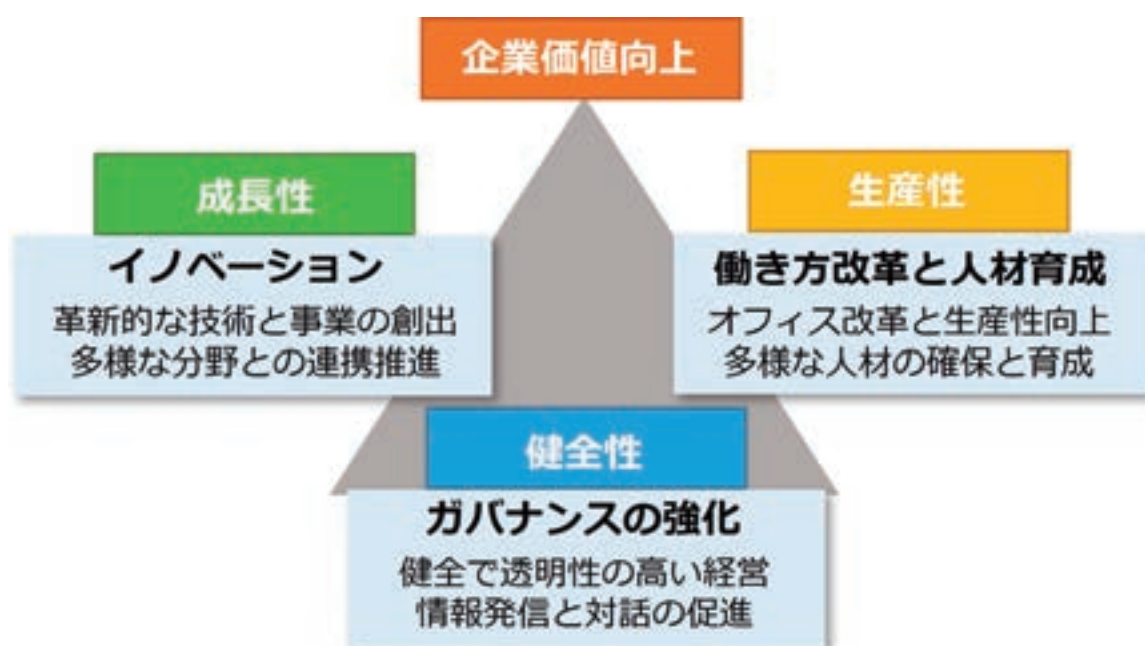 企業価値向上
成長性
イノベーション
革新的な技術と事業の創出
多様な分野との連携推進
生産性
働き方改革と人材育成
オフィス改革と生産性向上
多様な人材の確保と育成
健全性
ガバナンスの強化
健全で透明性の高い経営
情報発信と対話の促進